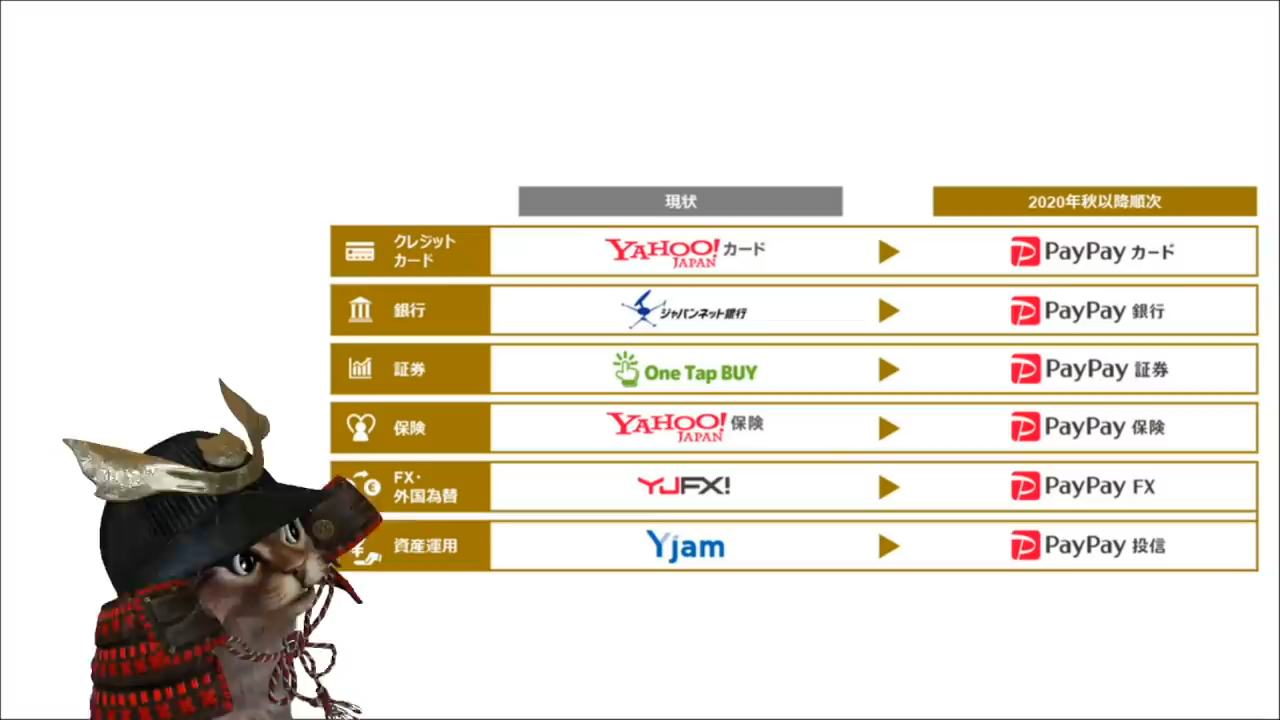 現状
2020年秋以降順次
クレジット
カード
YAHOO! JAPAN カード
PayPay カード
銀行
ジャパンネット銀行
PayPay 銀行
証券
One Tap BUY
PayPay 証券
保険
YAHOO! JAPAN 保険
PayPay 保険
FX・
外国為替
YJFX!
PayPay FX
資産運用
Yjam
PayPay 投信